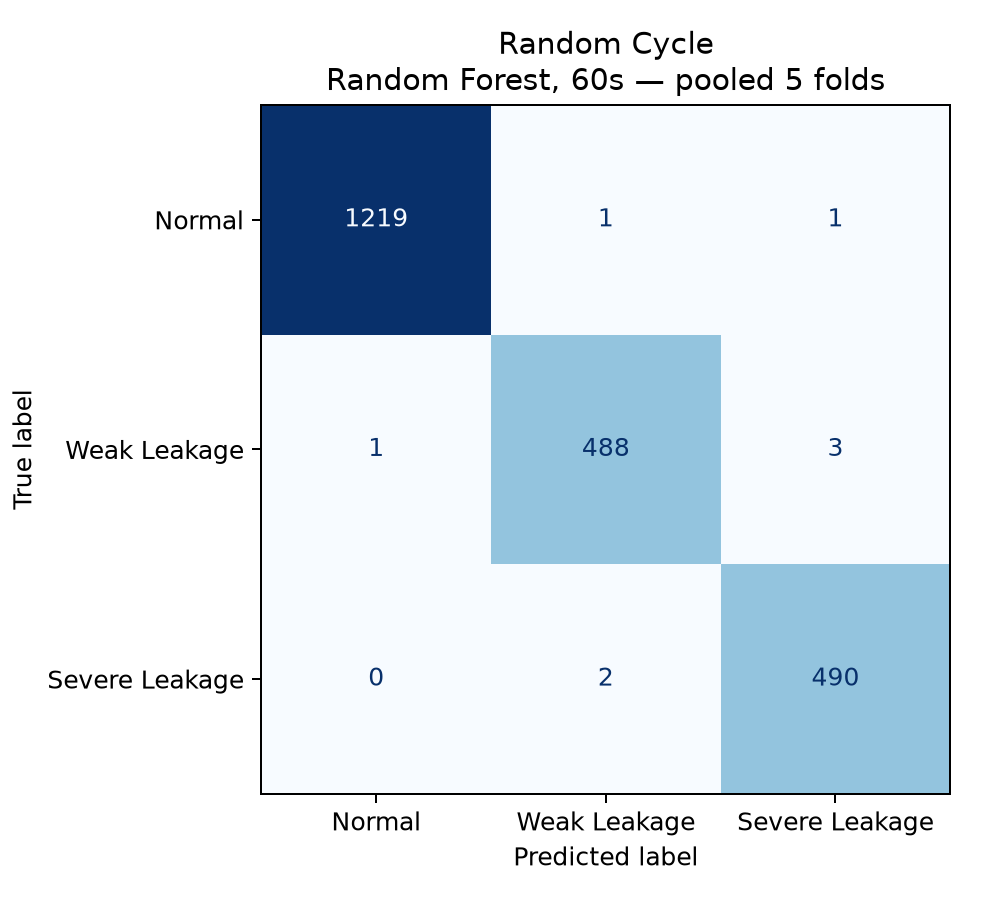 Random Cycle
Random Forest, 60s — pooled 5 folds
True label
Normal
1219
1
1
Weak Leakage
1
488
3
Severe Leakage
0
2
490
Normal
Weak Leakage
Severe Leakage
Predicted label